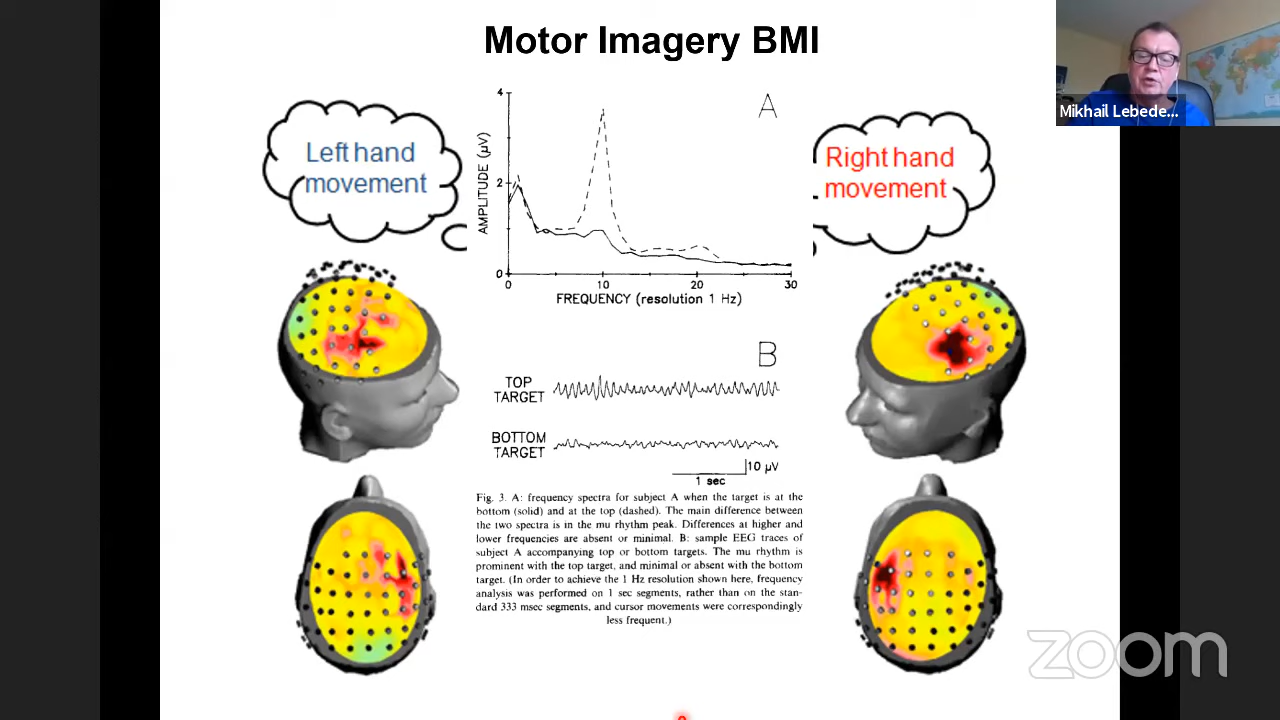 Motor Imagery BMI
Mikhail Lebede...
Left hand
movement
Right hand
movement
A
AMPLITUDE (µV)
4
2
0
0
10
20
30
FREQUENCY (resolution 1 Hz)
B
TOP
TARGET
BOTTOM
TARGET
10 µV
1 sec
Fig. 3. A: frequency spectra for subject A when the target is at the
bottom (solid) and at the top (dashed). The main difference between
the two spectra is in the mu rhythm peak. Differences at higher and
lower frequencies are absent or minimal. B: sample EEG traces of
subject A accompanying top or bottom targets. The mu rhythm is
prominent with the top target, and minimal or absent with the bottom
target. (In order to achieve the 1 Hz resolution shown here, frequency
analysis was performed on 1 sec segments, rather than on the stan-
dard 333 msec segments, and cursor movements were correspondingly
less frequent.)
zoom